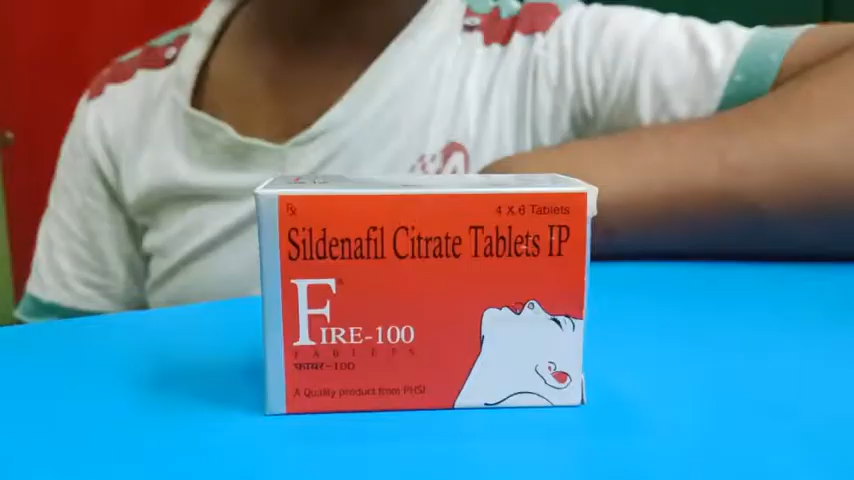 Rx 4 X 6 Tablets
Sildenafil Citrate Tablets IP
FIRE-100
TABLETS
फायर-100
A Quality product from PHSI